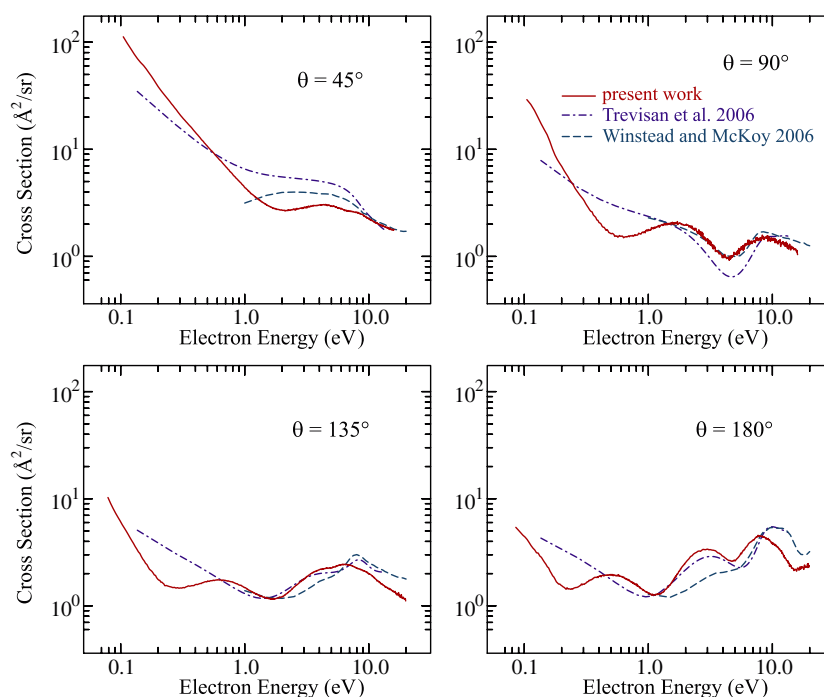 10²
10¹
10⁰
Cross Section (Å²/sr)
θ = 45°
0.1 1.0 10.0
Electron Energy (eV)
10²
10¹
10⁰
θ = 90°
present work
Trevisan et al. 2006
Winstead and McKoy 2006
0.1 1.0 10.0
Electron Energy (eV)
10²
10¹
10⁰
Cross Section (Å²/sr)
θ = 135°
0.1 1.0 10.0
Electron Energy (eV)
10²
10¹
10⁰
θ = 180°
0.1 1.0 10.0
Electron Energy (eV)